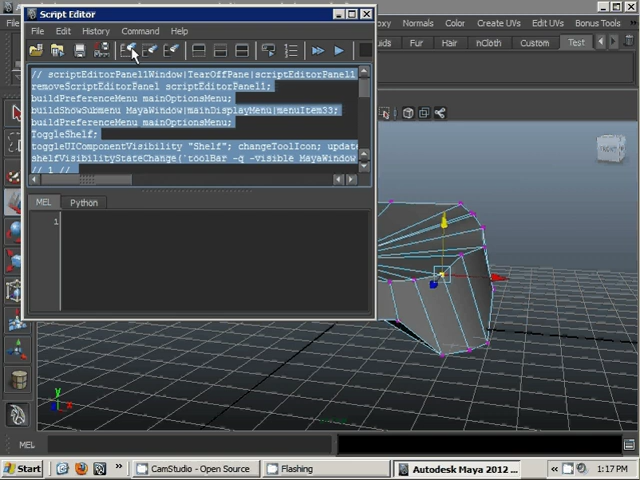 Script Editor
File Edit History Command Help
Normals Color Create UVs Edit UVs Bonus Tools
Fluids Fur Hair nCloth Custom Test
// scriptEditorPanel1Window|TearOffPane|scriptEditorPanel1
removeScriptEditorPanel scriptEditorPanel1;
buildPreferenceMenu mainOptionsMenu;
buildShowSubmenu MayaWindow|mainDisplayMenu|menuItem33;
buildPreferenceMenu mainOptionsMenu;
ToggleShelf;
toggleUIComponentVisibility "Shelf"; changeToolIcon; update
shelfVisibilityStateChange(`toolBar -q -visible MayaWindow
// 1 //
MEL Python
1
FRONT
y
x
MEL
Start
»
CamStudio - Open Source
Flashing
Autodesk Maya 2012 ...
«
1:17 PM